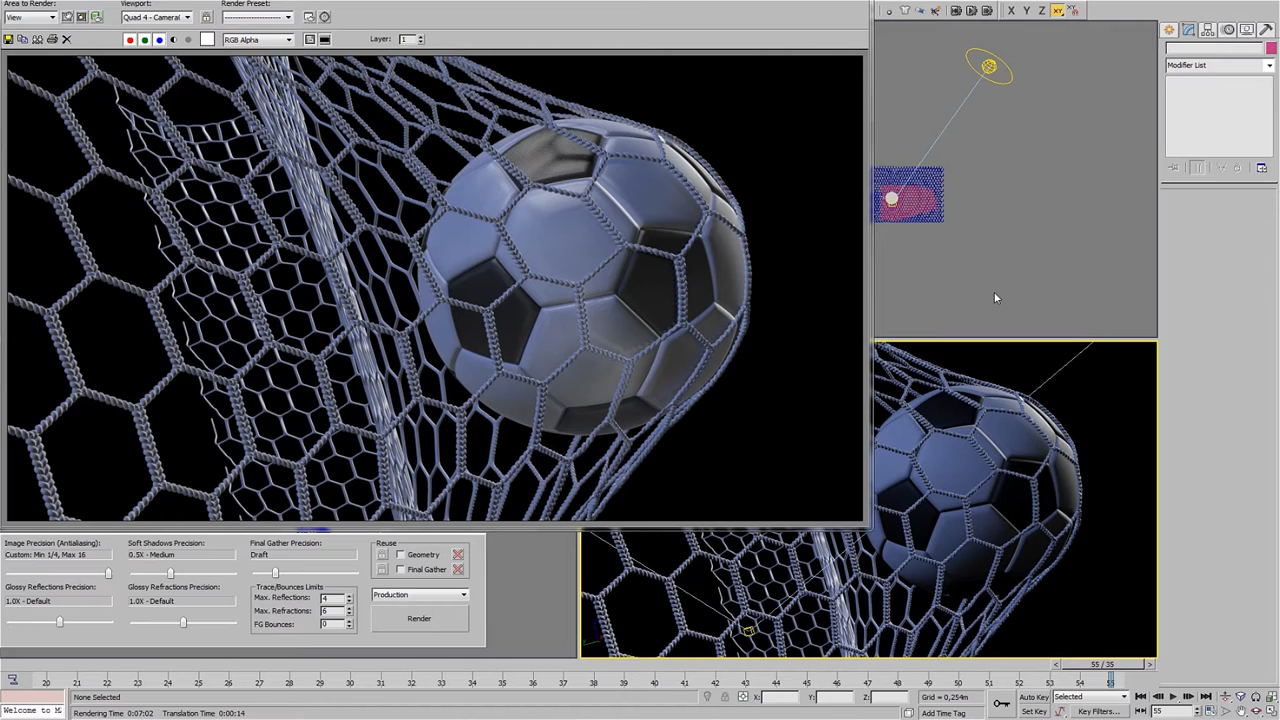 Area to Render:
View
Viewport:
Quad 4 - Camera
Render Preset:
RGB Alpha
Layer:
1
X
Y
Z
XY
Modifier List
Image Precision (Antialiasing):
Custom: Min 1/4, Max 16
Soft Shadows Precision:
0.5X - Medium
Final Gather Precision:
Draft
Reuse
Geometry
Final Gather
Glossy Reflections Precision:
1.0X - Default
Glossy Refractions Precision:
1.0X - Default
Trace/Bounces Limits
Max. Reflections: 4
Max. Refractions: 6
FG Bounces: 0
Production
Render
55 / 35
20 21 22 23 24 25 26 27 28 29 30 31 32 33 34 35 36 37 38 39 40 41 42 43 44 45 46 47 48 49 50 51 52 53 54 55
None Selected
X:
Y:
Z:
Grid = 0,254m
Auto Key
Selected
Welcome to M
Rendering Time 0:07:02
Translation Time 0:00:14
Add Time Tag
Set Key
Key Filters...
55